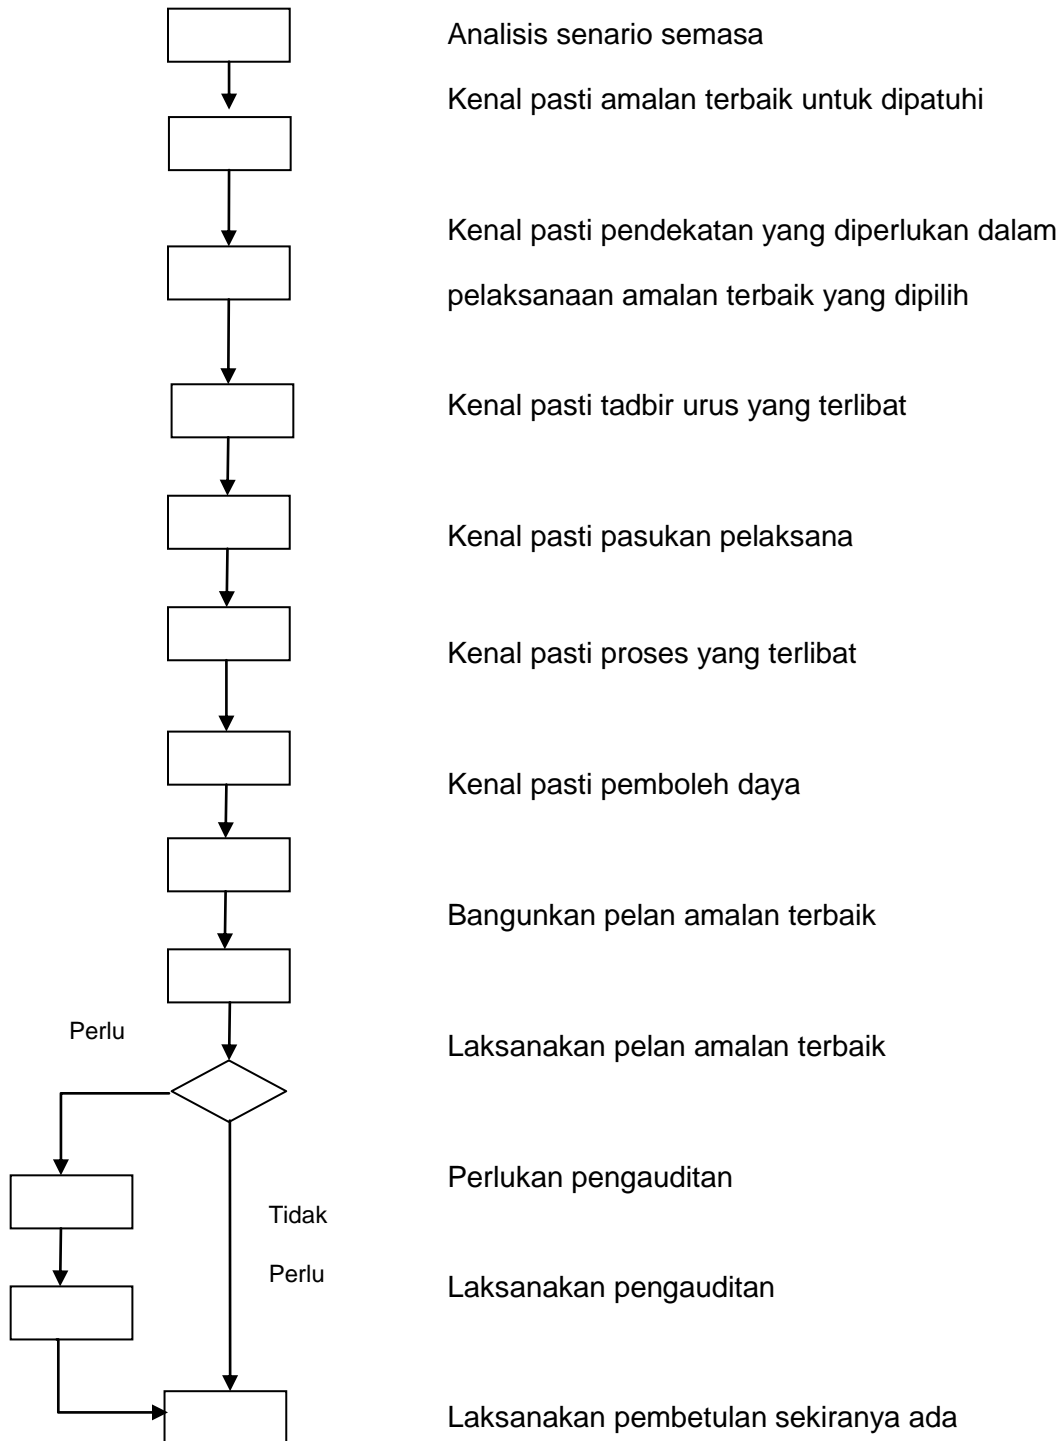 Analisis senario semasa
Kenal pasti amalan terbaik untuk dipatuhi
Kenal pasti pendekatan yang diperlukan dalam
pelaksanaan amalan terbaik yang dipilih
Kenal pasti tadbir urus yang terlibat
Kenal pasti pasukan pelaksana
Kenal pasti proses yang terlibat
Kenal pasti pemboleh daya
Bangunkan pelan amalan terbaik
Perlu
Laksanakan pelan amalan terbaik
Perlukan pengauditan
Tidak
Perlu
Laksanakan pengauditan
Laksanakan pembetulan sekiranya ada